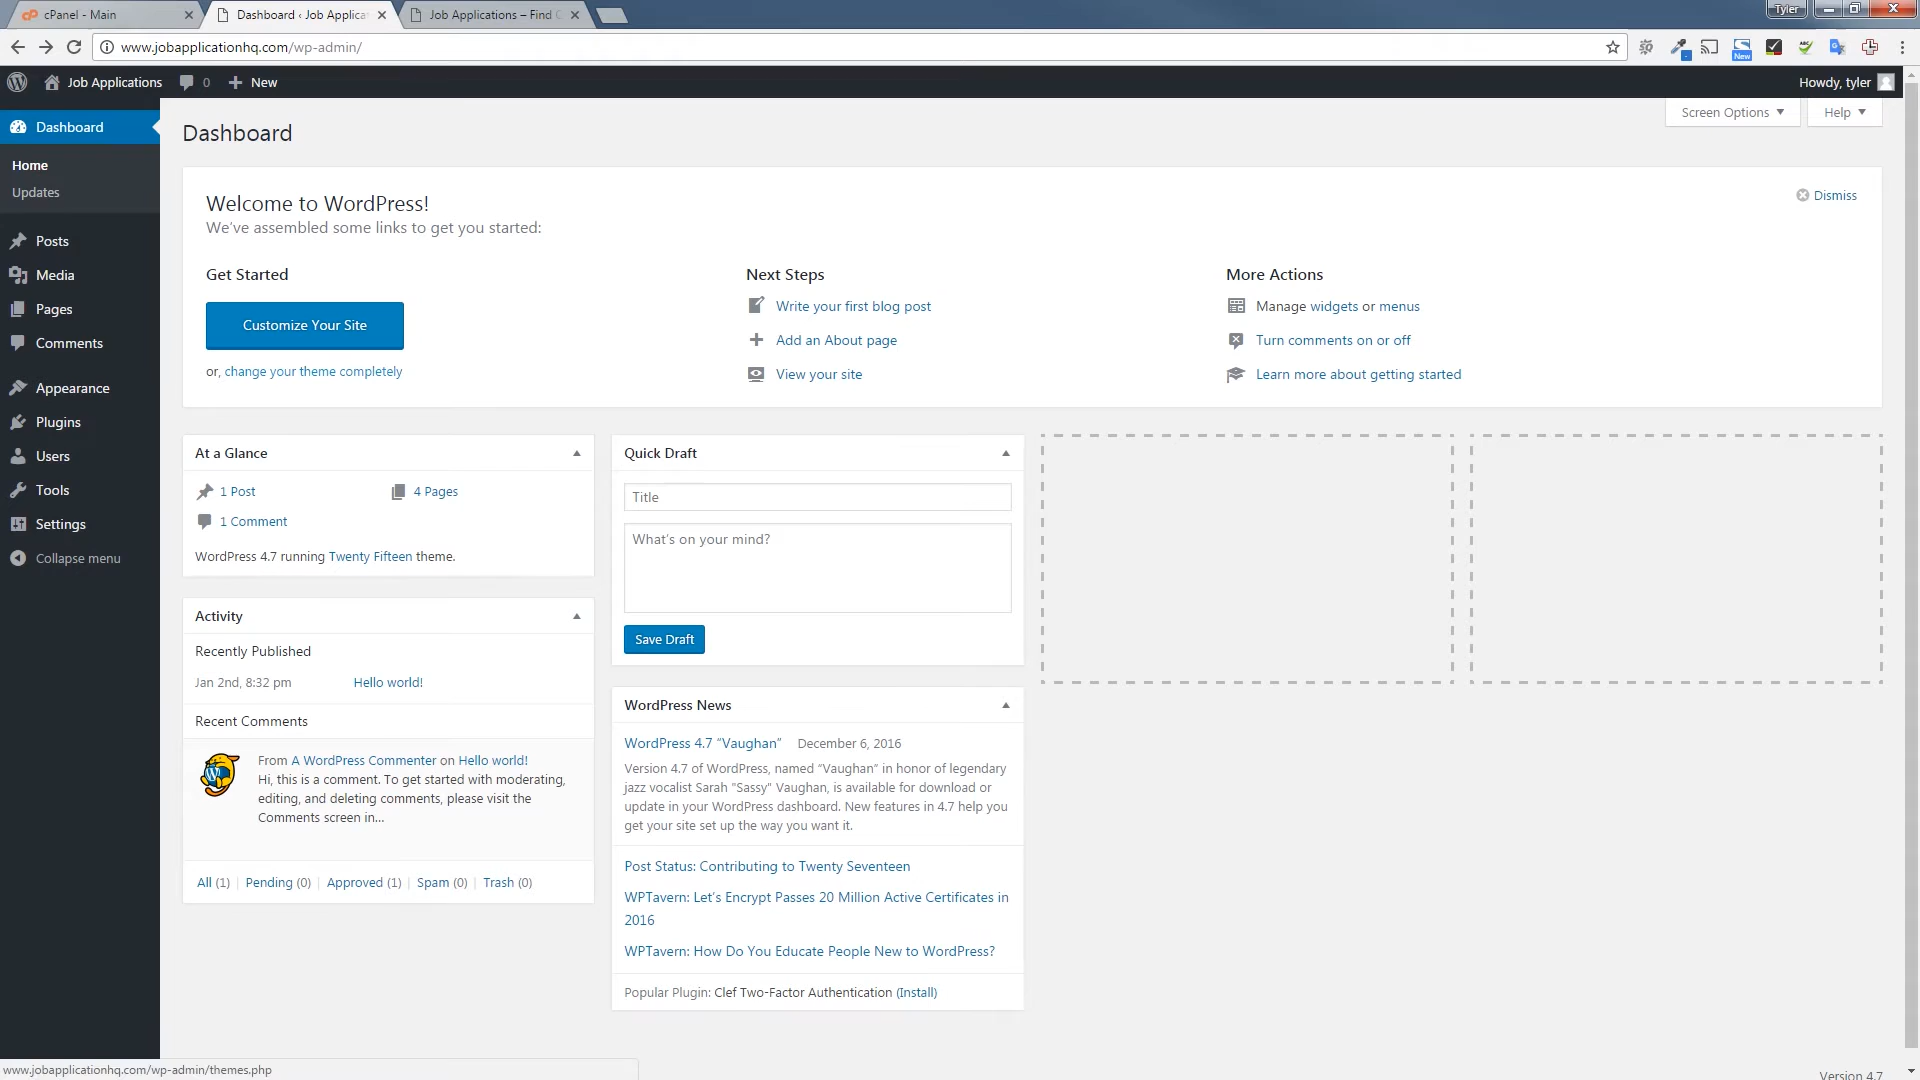 cPanel - Main
Dashboard ‹ Job Applicat
Job Applications – Find
Tyler
www.jobapplicationhq.com/wp-admin/
New
Job Applications
0
New
Howdy, tyler
Dashboard
Home
Updates
Posts
Media
Pages
Comments
Appearance
Plugins
Users
Tools
Settings
Collapse menu
Dashboard
Screen Options
Help
Welcome to WordPress!
We've assembled some links to get you started:
Dismiss
Get Started
Customize Your Site
or, change your theme completely
Next Steps
Write your first blog post
Add an About page
View your site
More Actions
Manage widgets or menus
Turn comments on or off
Learn more about getting started
At a Glance
1 Post
4 Pages
1 Comment
WordPress 4.7 running Twenty Fifteen theme.
Activity
Recently Published
Jan 2nd, 8:32 pm Hello world!
Recent Comments
From A WordPress Commenter on Hello world!
Hi, this is a comment. To get started with moderating,
editing, and deleting comments, please visit the
Comments screen in...
All (1) | Pending (0) | Approved (1) | Spam (0) | Trash (0)
Quick Draft
Title
What's on your mind?
Save Draft
WordPress News
WordPress 4.7 “Vaughan” December 6, 2016
Version 4.7 of WordPress, named “Vaughan” in honor of legendary
jazz vocalist Sarah "Sassy" Vaughan, is available for download or
update in your WordPress dashboard. New features in 4.7 help you
get your site set up the way you want it.
Post Status: Contributing to Twenty Seventeen
WPTavern: Let's Encrypt Passes 20 Million Active Certificates in
2016
WPTavern: How Do You Educate People New to WordPress?
Popular Plugin: Clef Two-Factor Authentication (Install)
www.jobapplicationhq.com/wp-admin/themes.php
Version 4.7